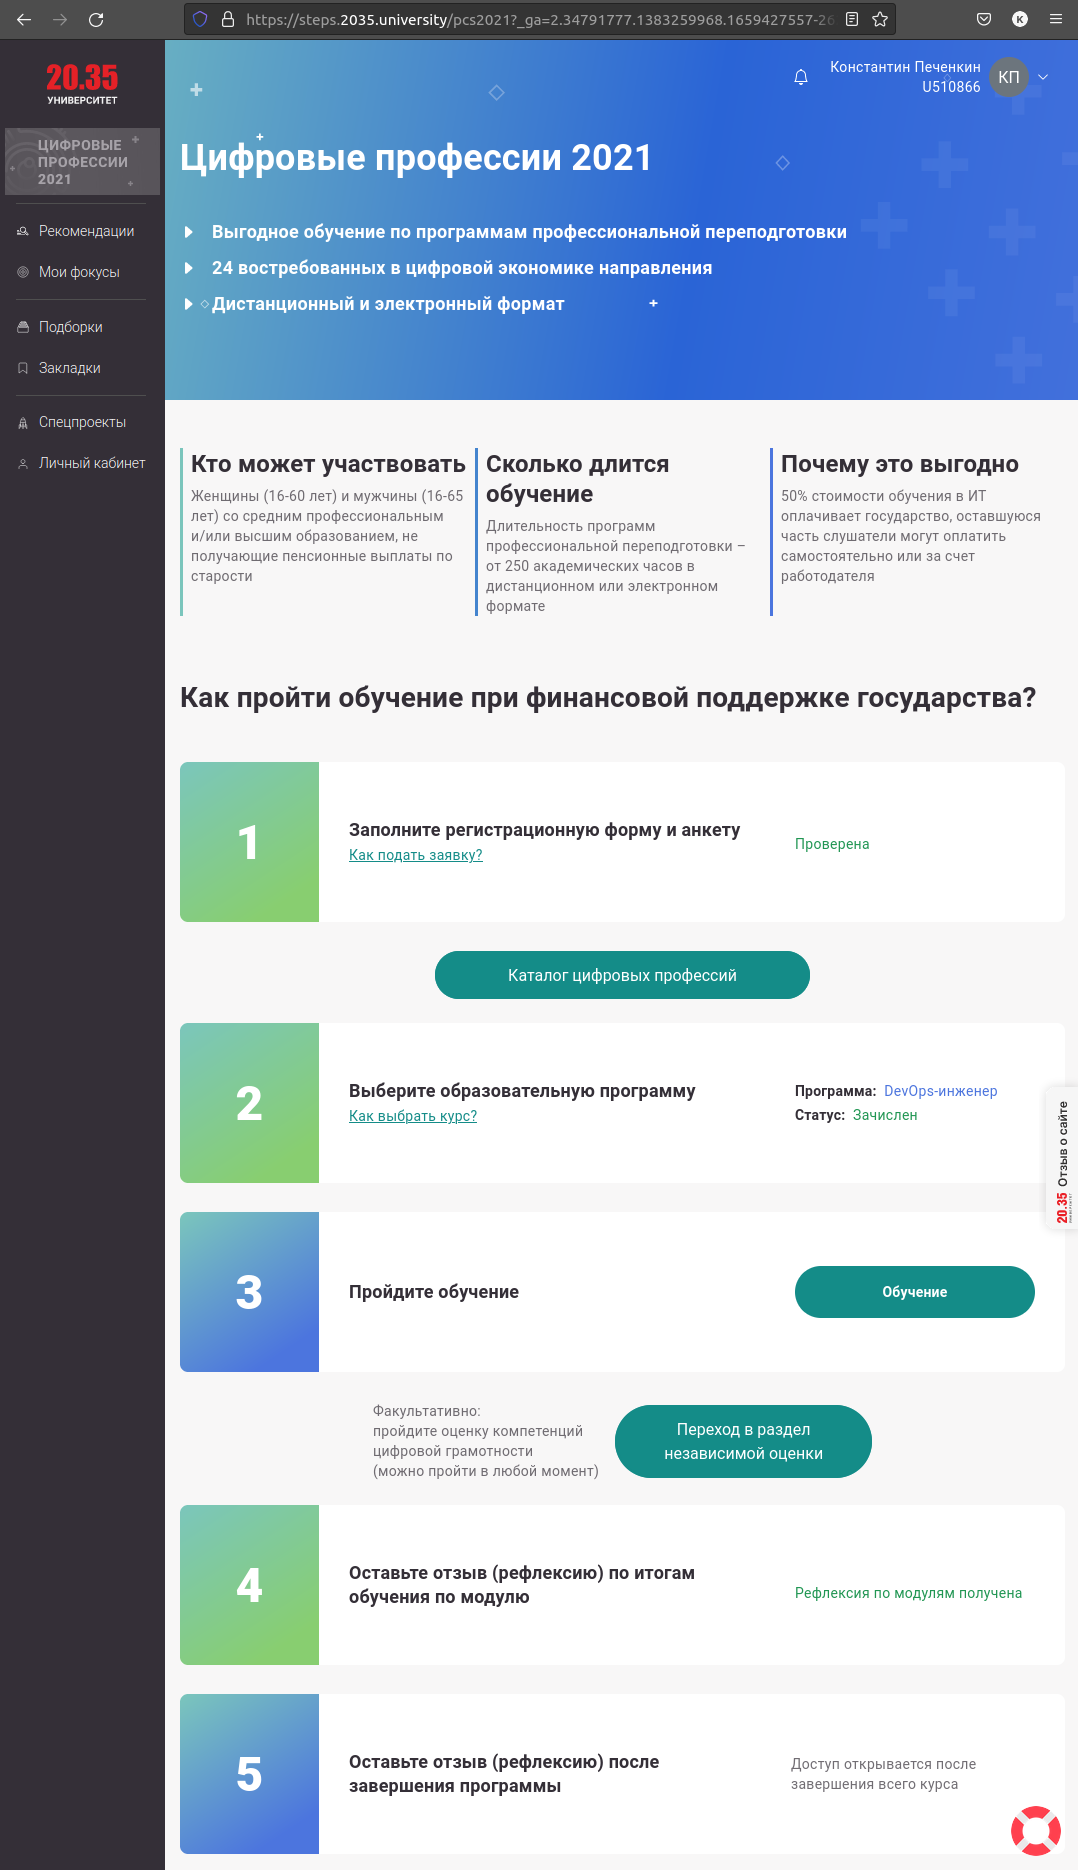 https://steps.2035.university/pcs2021?_ga=2.34791777.1383259968.1659427557-26
K
20.35
УНИВЕРСИТЕТ
ЦИФРОВЫЕ
ПРОФЕССИИ
2021
Рекомендации
Мои фокусы
Подборки
Закладки
Спецпроекты
Личный кабинет
Константин Печенкин
U510866
КП
Цифровые профессии 2021
Выгодное обучение по программам профессиональной переподготовки
24 востребованных в цифровой экономике направления
Дистанционный и электронный формат
Кто может участвовать
Женщины (16-60 лет) и мужчины (16-65
лет) со средним профессиональным
и/или высшим образованием, не
получающие пенсионные выплаты по
старости
Сколько длится
обучение
Длительность программ
профессиональной переподготовки –
от 250 академических часов в
дистанционном или электронном
формате
Почему это выгодно
50% стоимости обучения в ИТ
оплачивает государство, оставшуюся
часть слушатели могут оплатить
самостоятельно или за счет
работодателя
Как пройти обучение при финансовой поддержке государства?
1
Заполните регистрационную форму и анкету
Как подать заявку?
Проверена
Каталог цифровых профессий
2
Выберите образовательную программу
Как выбрать курс?
Программа: DevOps-инженер
Статус: Зачислен
20.35 Отзыв о сайте
3
Пройдите обучение
Обучение
Факультативно:
пройдите оценку компетенций
цифровой грамотности
(можно пройти в любой момент)
Переход в раздел
независимой оценки
4
Оставьте отзыв (рефлексию) по итогам
обучения по модулю
Рефлексия по модулям получена
5
Оставьте отзыв (рефлексию) после
завершения программы
Доступ открывается после
завершения всего курса